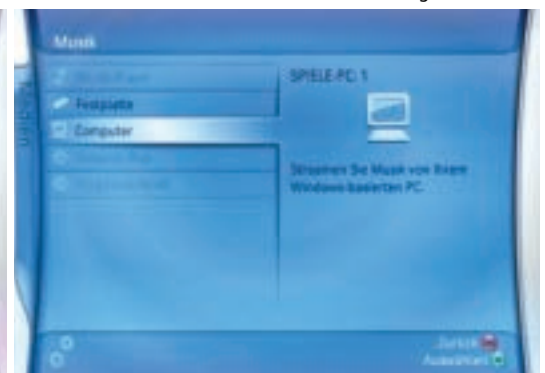 Musik
Festplatte
Computer
SPIELE-PC: 1
Streamen Sie Musik von Ihrem
Windows-basierten PC.
Zurück
Auswählen